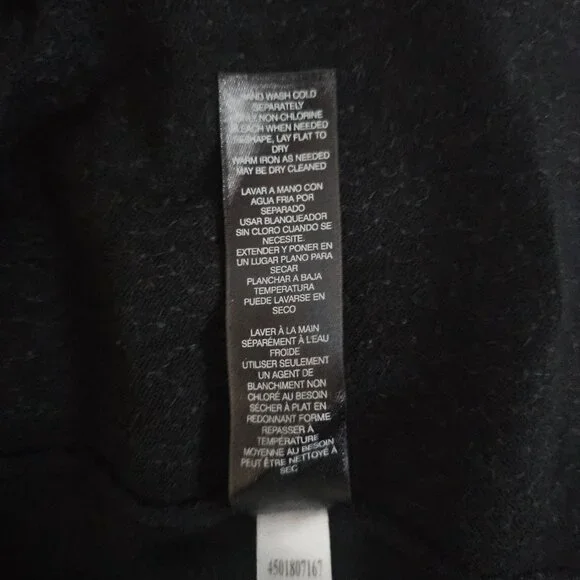 HAND WASH COLD
SEPARATELY
ONLY NON-CHLORINE
BLEACH WHEN NEEDED
RESHAPE, LAY FLAT TO
DRY
WARM IRON AS NEEDED
MAY BE DRY CLEANED
LAVAR A MANO CON
AGUA FRIA POR
SEPARADO
USAR BLANQUEADOR
SIN CLORO CUANDO SE
NECESITE.
EXTENDER Y PONER EN
UN LUGAR PLANO PARA
SECAR
PLANCHAR A BAJA
TEMPERATURA
PUEDE LAVARSE EN
SECO
LAVER À LA MAIN
SÉPARÉMENT À L'EAU
FROIDE
UTILISER SEULEMENT
UN AGENT DE
BLANCHIMENT NON
CHLORÉ AU BESOIN
SÉCHER À PLAT EN
REDONNANT FORME
REPASSER À
TEMPÉRATURE
MOYENNE AU BESOIN
PEUT ÊTRE NETTOYÉ À
SEC
4501807167